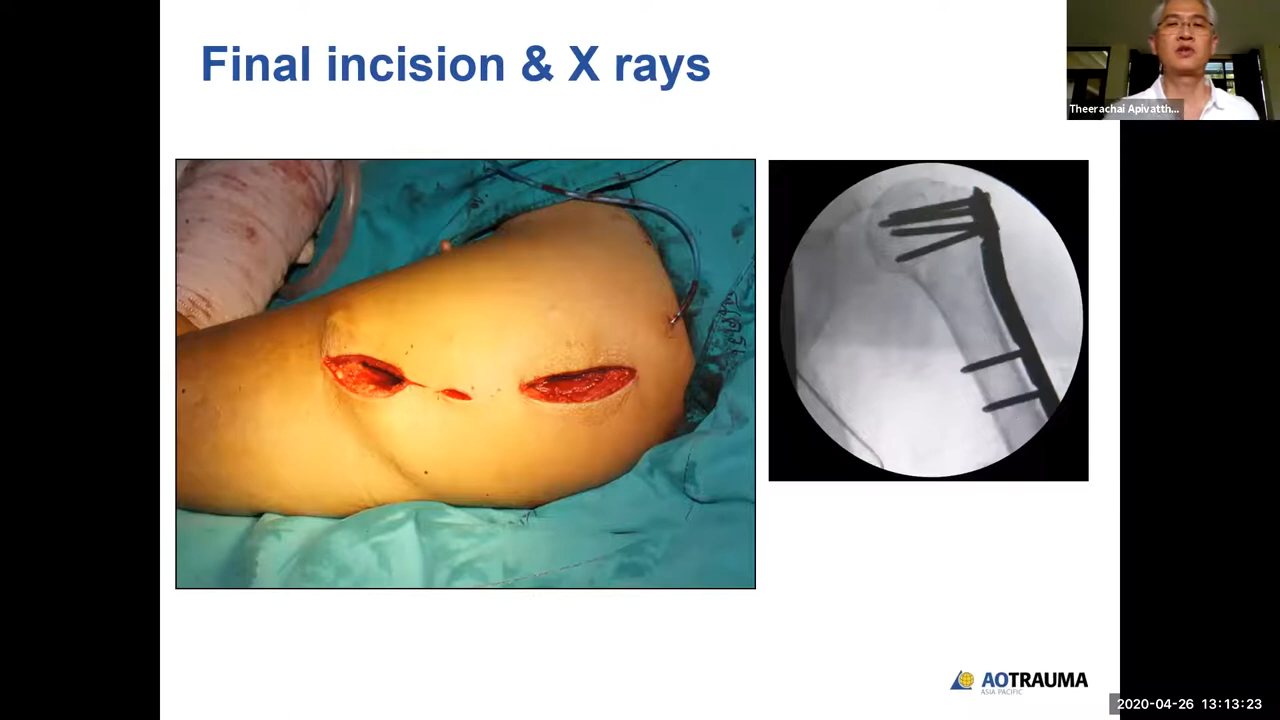 Final incision & X rays
Theerachai Apivatth...
AOTRAUMA
ASIA PACIFIC
2020-04-26 13:13:23